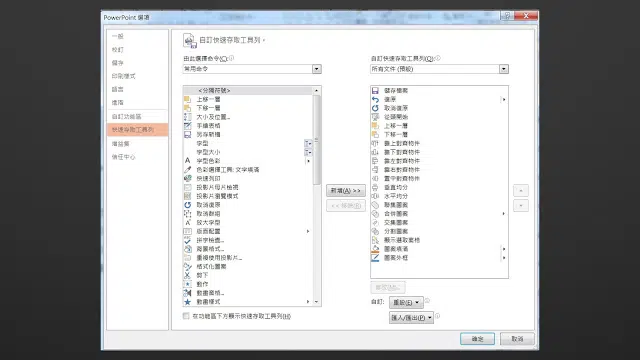 PowerPoint 選項
一般
校訂
儲存
印刷樣式
語言
進階
自訂功能區
快速存取工具列
增益集
信任中心
自訂快速存取工具列。
由此選擇命令(C):
常用命令
<分隔符號>
上移一層
下移一層
大小及位置...
手繪表格
另存新檔
字型
字型大小
字型色彩
色彩選擇工具: 文字填滿
快速列印
投影片母片檢視
投影片瀏覽模式
取消復原
取消群組
放大字型
版面配置
拼字檢查...
背景格式...
重複使用投影片...
格式化圖案
剪下
動作
動畫窗格...
動畫樣式
在功能區下方顯示快速存取工具列(H)
新增(A) >>
<< 移除(R)
自訂快速存取工具列(Q):
所有文件 (預設)
儲存檔案
復原
取消復原
從頭開始
上移一層
下移一層
靠上對齊物件
靠下對齊物件
靠左對齊物件
靠右對齊物件
置中對齊物件
垂直均分
水平均分
聯集圖案
合併圖案
交集圖案
分割圖案
顯示選取窗格
圖案填滿
圖案外框
修改(M)...
自訂:
重設(E)
匯入/匯出(P)
確定
取消